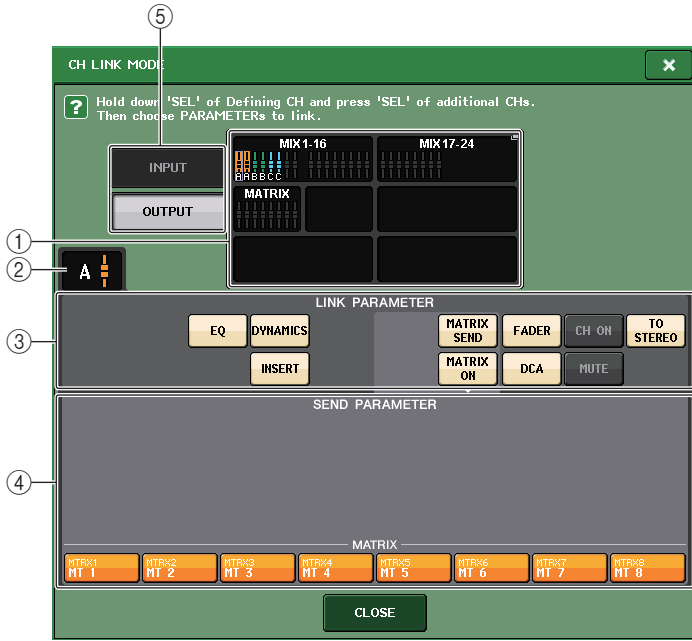 ⑤
CH LINK MODE
? Hold down 'SEL' of Defining CH and press 'SEL' of additional CHs.
Then choose PARAMETERs to link.
INPUT
OUTPUT
MIX1-16
MIX17-24
AABBCC
MATRIX
①
②
A
③
LINK PARAMETER
EQ
DYNAMICS
MATRIX SEND
FADER
CH ON
TO STEREO
INSERT
MATRIX ON
DCA
MUTE
④
SEND PARAMETER
MATRIX
MTRX1
MT 1
MTRX2
MT 2
MTRX3
MT 3
MTRX4
MT 4
MTRX5
MT 5
MTRX6
MT 6
MTRX7
MT 7
MTRX8
MT 8
CLOSE